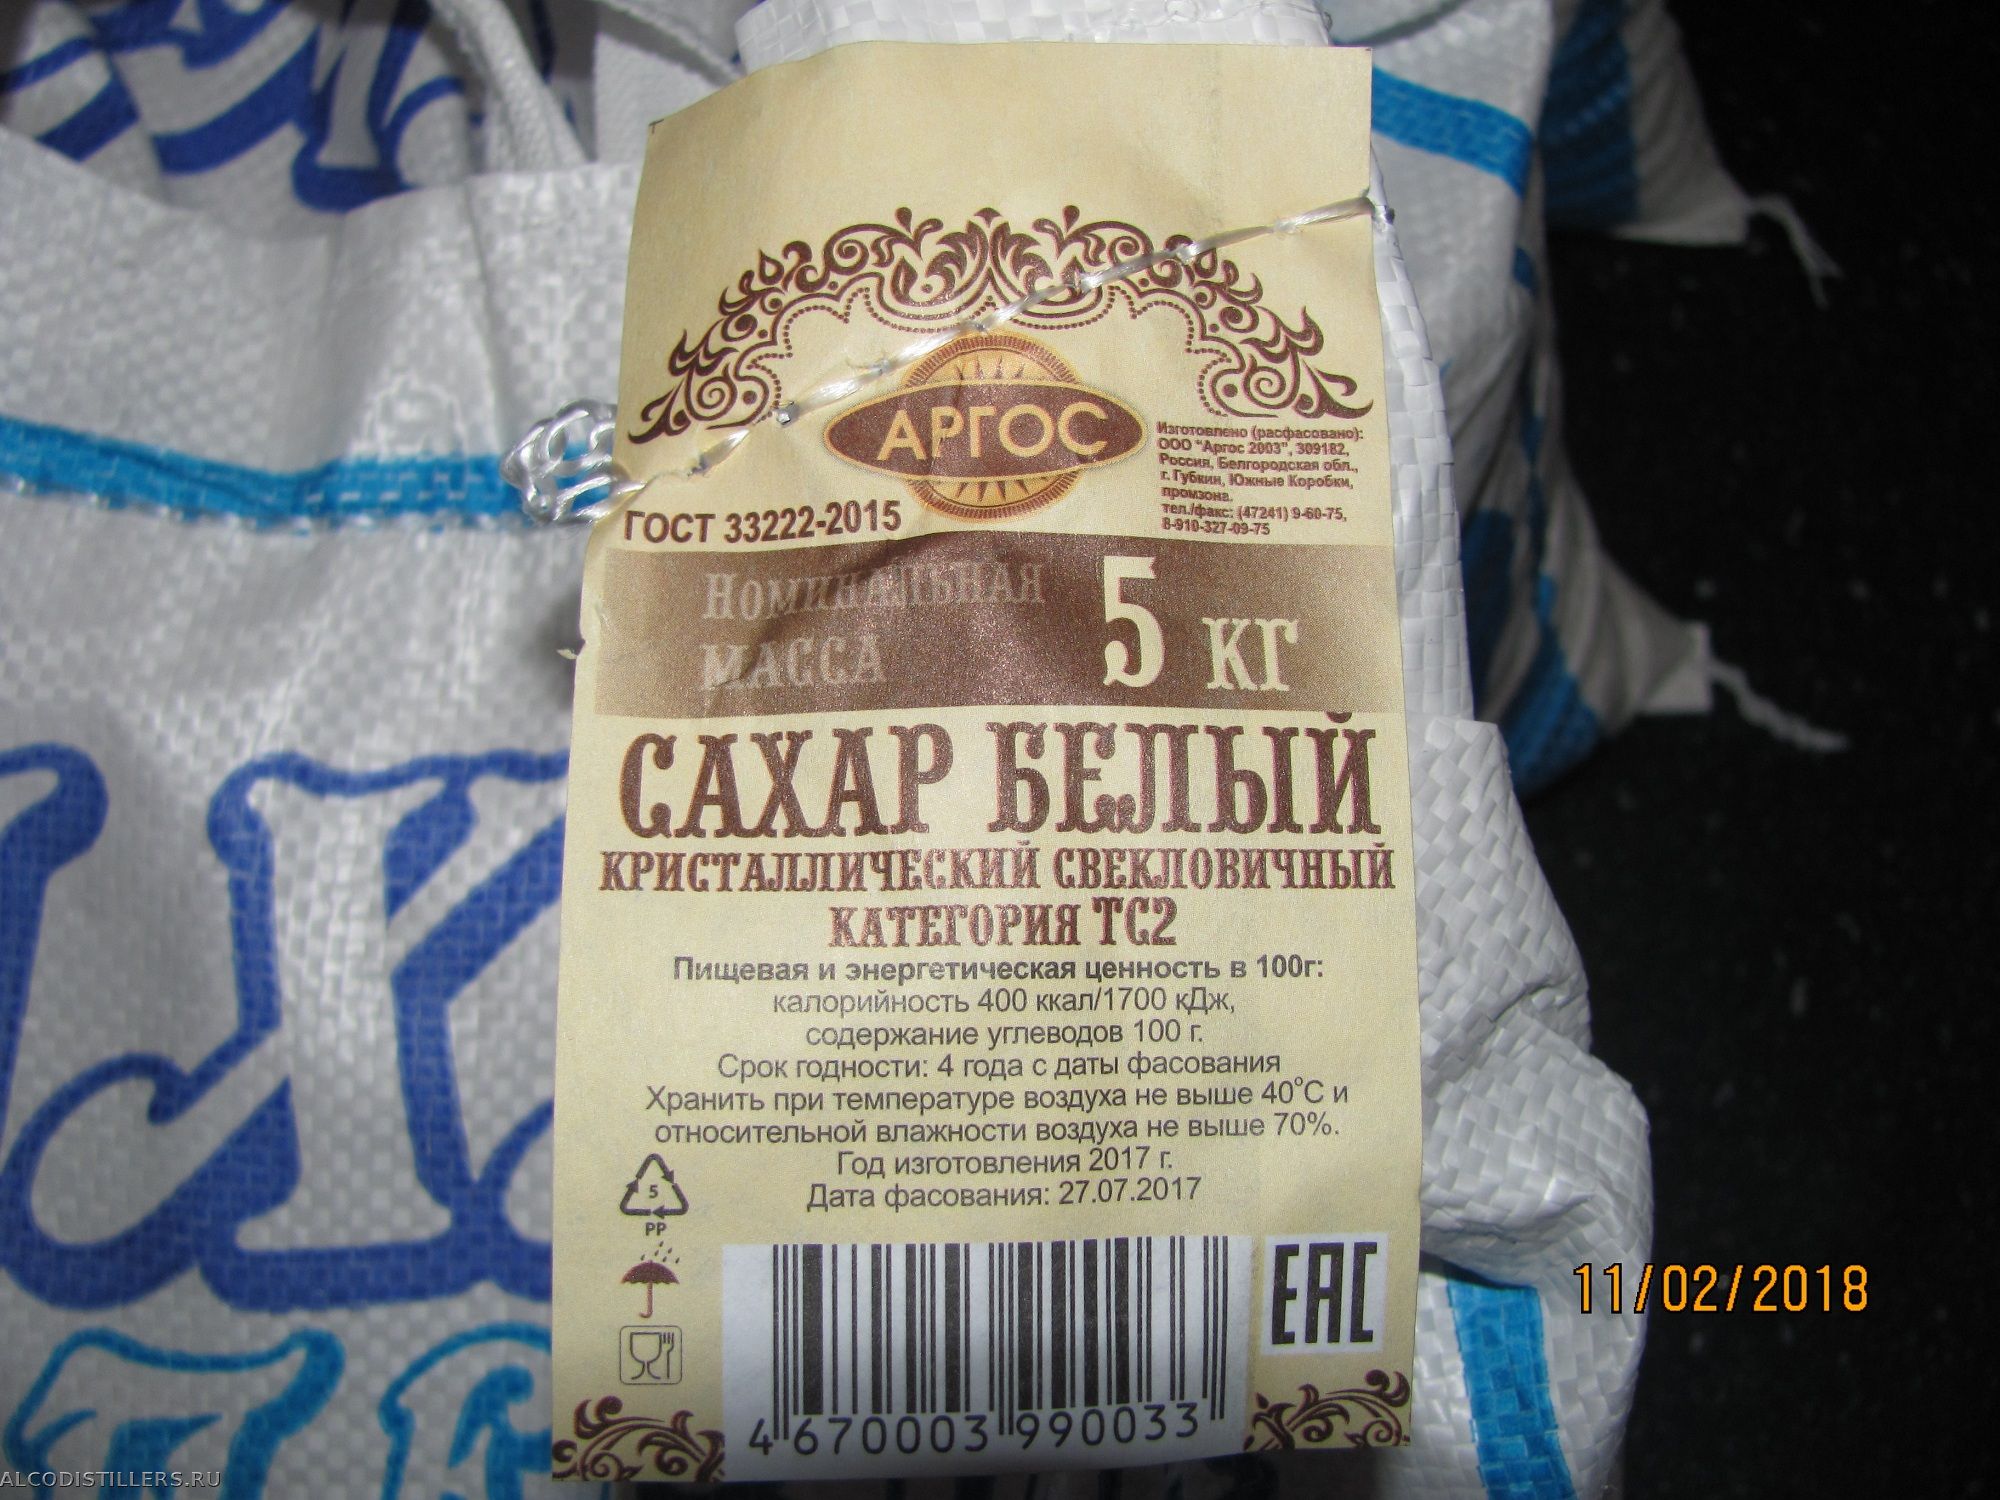 АРГОС
Изготовлено (расфасовано):
ООО "Аргос 2003", 309182,
Россия, Белгородская обл.,
г. Губкин, Южные Коробки,
промзона.
тел./факс: (47241) 9-60-75,
8-910-327-09-75
ГОСТ 33222-2015
НОМИНАЛЬНАЯ
МАССА
5 КГ
САХАР БЕЛЫЙ
КРИСТАЛЛИЧЕСКИЙ СВЕКЛОВИЧНЫЙ
КАТЕГОРИЯ ТС2
Пищевая и энергетическая ценность в 100г:
калорийность 400 ккал/1700 кДж,
содержание углеводов 100 г.
Срок годности: 4 года с даты фасования
Хранить при температуре воздуха не выше 40°С и
относительной влажности воздуха не выше 70%.
Год изготовления 2017 г.
Дата фасования: 27.07.2017
5
PP
EAC
4 670003 990033
11/02/2018
ALCODISTILLERS.RU